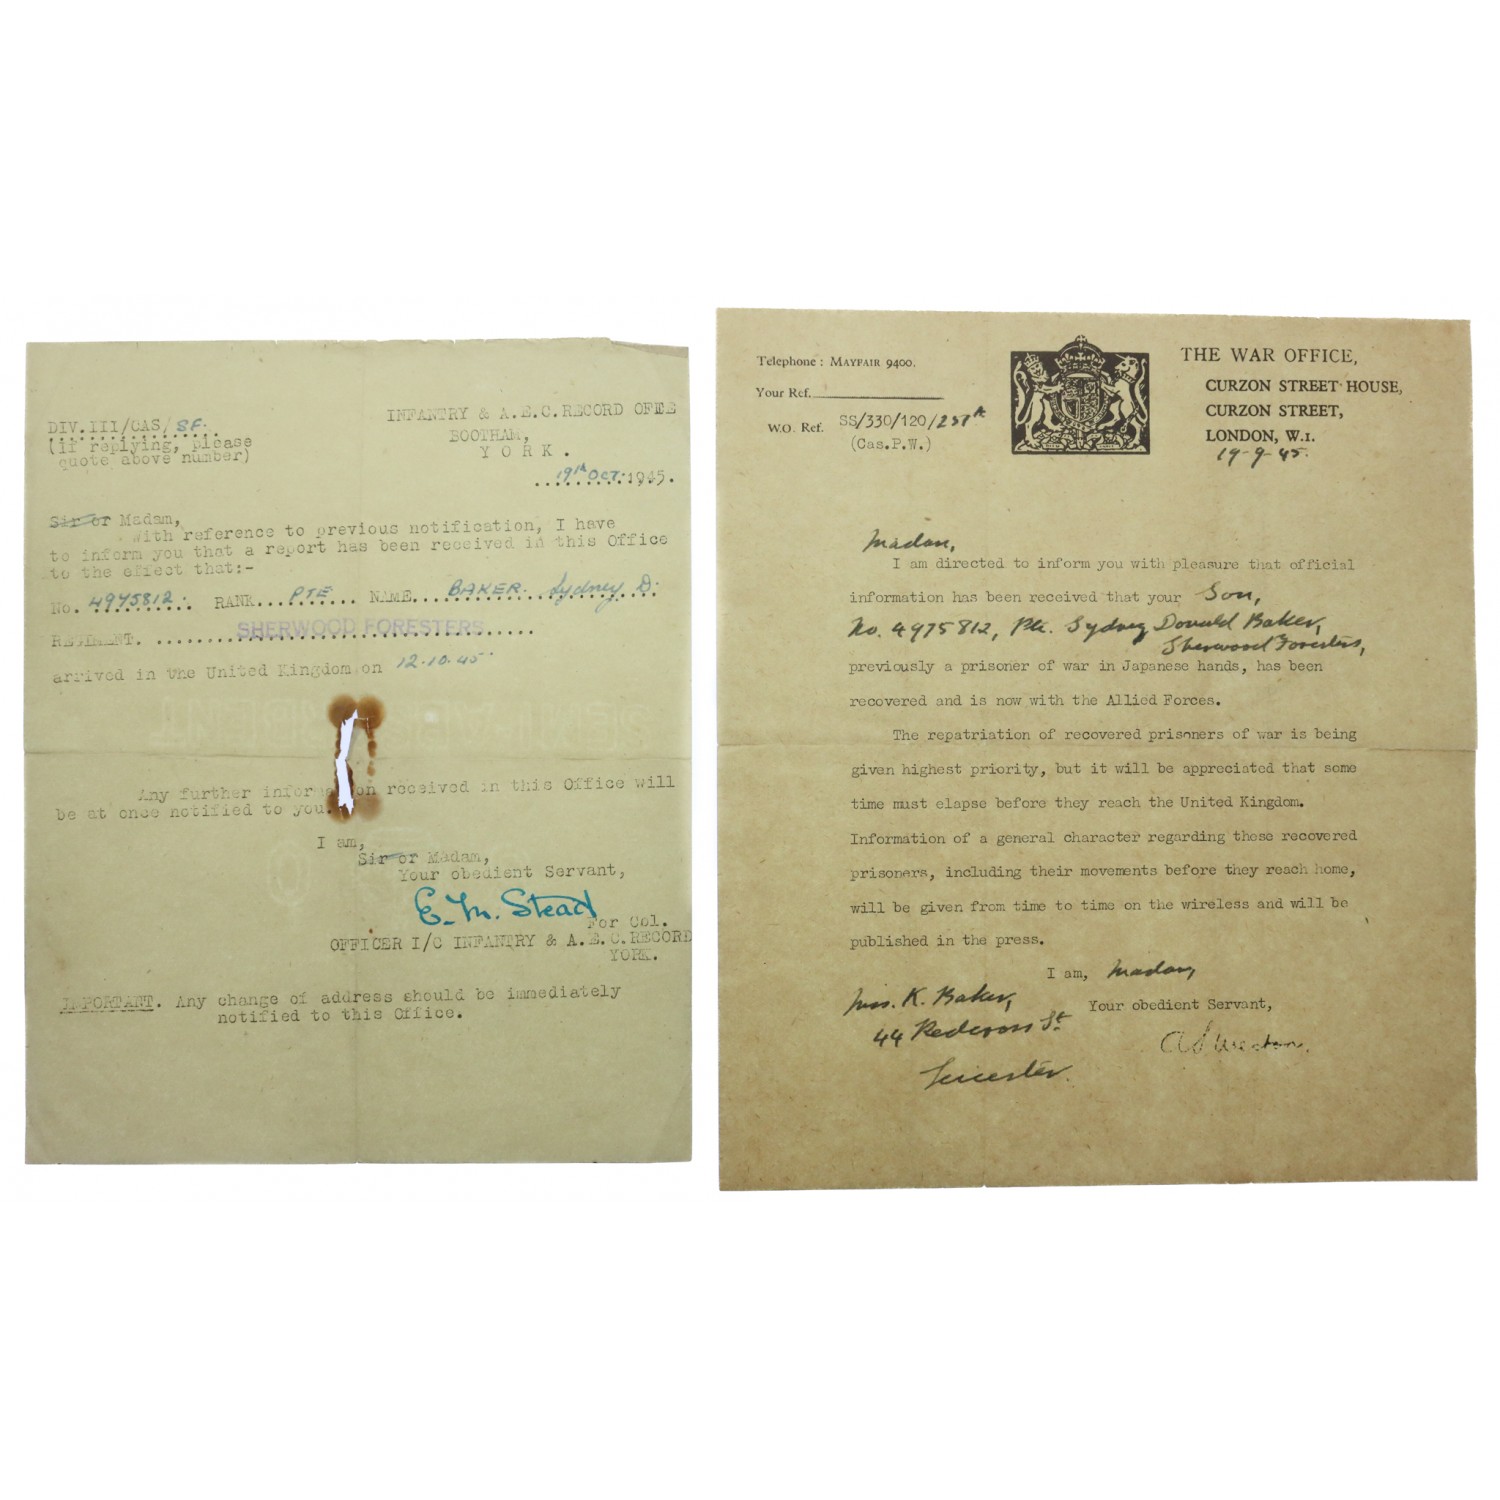 DIV.III/CAS/SF.
(if replying, please
quote above number)
INFANTRY & A.E.C. RECORD OFFICE
BOOTHAM,
YORK.
19th OCT. 1945.
Sir or Madam,
With reference to previous notification, I have
to inform you that a report has been received in this Office
to the effect that:-
No. 4975812. RANK... PTE ... NAME... BAKER. Sydney D.
REGIMENT. SHERWOOD FORESTERS
arrived in the United Kingdom on 12.10.45
Any further information received in this Office will
be at once notified to you.
I am,
Sir or Madam,
Your obedient Servant,
E. M. Stead
For Col.
OFFICER I/C INFANTRY & A.E.C. RECORD
YORK.
IMPORTANT. Any change of address should be immediately
notified to this Office.
Telephone : MAYFAIR 9400.
Your Ref.
W.O. Ref. SS/330/120/
(Cas.P.W.)
THE WAR OFFICE,
CURZON STREET HOUSE,
CURZON STREET,
LONDON, W.1.
19-9-45.
Madam,
I am directed to inform you with pleasure that official
information has been received that your Son,
No. 4975812, Pte. Sydney Donald Baker,
Sherwood Foresters,
previously a prisoner of war in Japanese hands, has been
recovered and is now with the Allied Forces.
The repatriation of recovered prisoners of war is being
given highest priority, but it will be appreciated that some
time must elapse before they reach the United Kingdom.
Information of a general character regarding these recovered
prisoners, including their movements before they reach home,
will be given from time to time on the wireless and will be
published in the press.
I am, Madam,
Your obedient Servant,
K. Baker,
44 Redcross St.
Leicester.